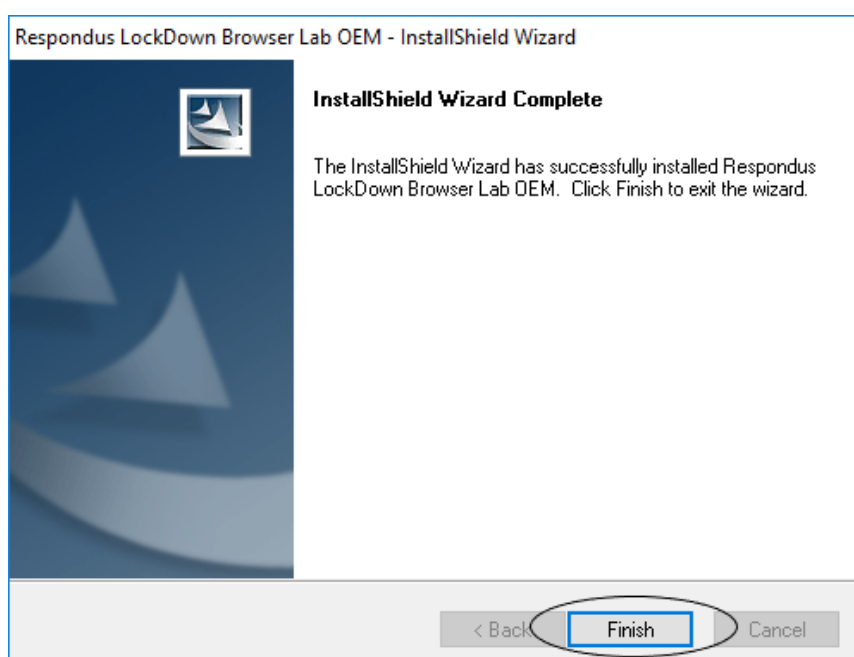 Respondus LockDown Browser Lab OEM - InstallShield Wizard
InstallShield Wizard Complete
The InstallShield Wizard has successfully installed Respondus
LockDown Browser Lab OEM. Click Finish to exit the wizard.
< Back Finish Cancel